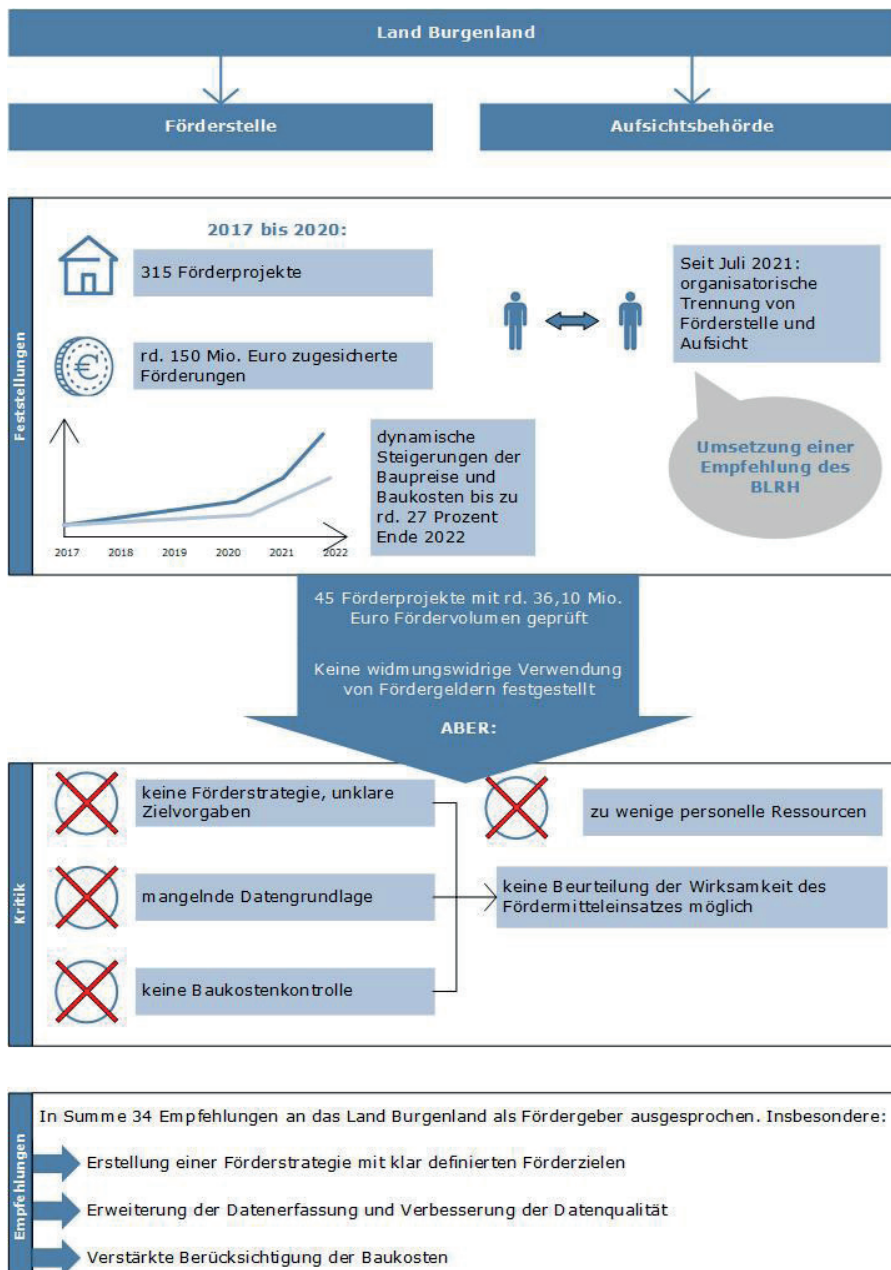 Land Burgenland
Förderstelle
Aufsichtsbehörde
Feststellungen
2017 bis 2020:
315 Förderprojekte
rd. 150 Mio. Euro zugesicherte
Förderungen
dynamische
Steigerungen der
Baupreise und
Baukosten bis zu
rd. 27 Prozent
Ende 2022
2017 2018 2019 2020 2021 2022
Seit Juli 2021:
organisatorische
Trennung von
Förderstelle und
Aufsicht
Umsetzung einer
Empfehlung des
BLRH
45 Förderprojekte mit rd. 36,10 Mio.
Euro Fördervolumen geprüft
Keine widmungswidrige Verwendung
von Fördergeldern festgestellt
ABER:
Kritik
keine Förderstrategie, unklare
Zielvorgaben
mangelnde Datengrundlage
keine Baukostenkontrolle
zu wenige personelle Ressourcen
keine Beurteilung der Wirksamkeit des
Fördermitteleinsatzes möglich
Empfehlungen
In Summe 34 Empfehlungen an das Land Burgenland als Fördergeber ausgesprochen. Insbesondere:
Erstellung einer Förderstrategie mit klar definierten Förderzielen
Erweiterung der Datenerfassung und Verbesserung der Datenqualität
Verstärkte Berücksichtigung der Baukosten